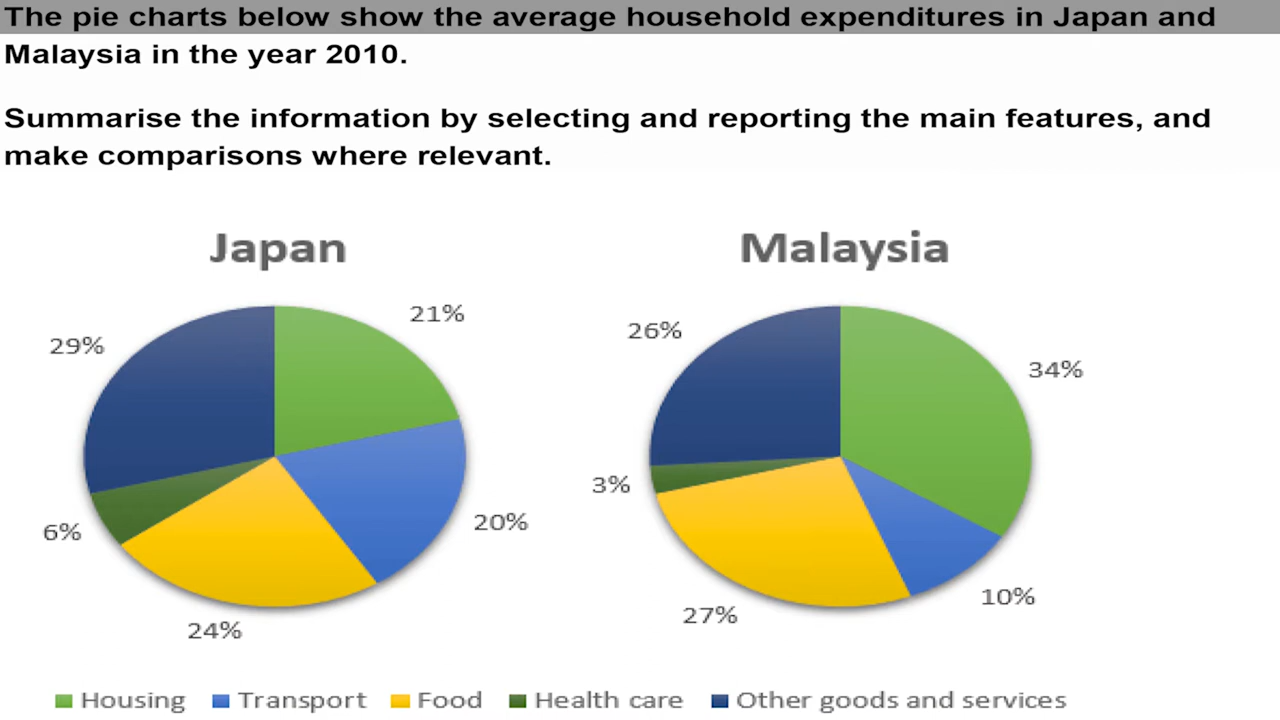 The pie charts below show the average household expenditures in Japan and
Malaysia in the year 2010.
Summarise the information by selecting and reporting the main features, and
make comparisons where relevant.
Japan
21%
29%
20%
6%
24%
Malaysia
26%
34%
3%
10%
27%
Housing Transport Food Health care Other goods and services